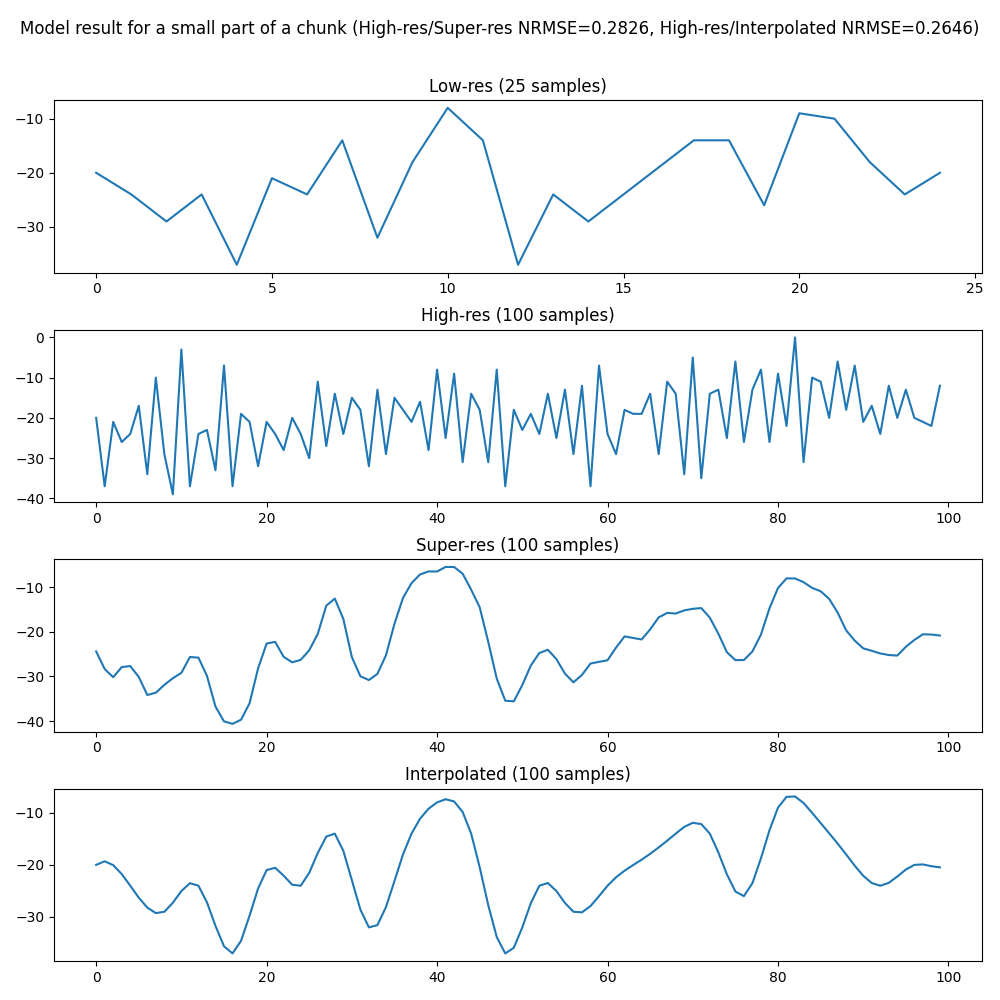 Model result for a small part of a chunk (High-res/Super-res NRMSE=0.2826, High-res/Interpolated NRMSE=0.2646)
Low-res (25 samples)
−10
−20
−30
0 5 10 15 20 25
High-res (100 samples)
0
−10
−20
−30
−40
0 20 40 60 80 100
Super-res (100 samples)
−10
−20
−30
−40
0 20 40 60 80 100
Interpolated (100 samples)
−10
−20
−30
0 20 40 60 80 100